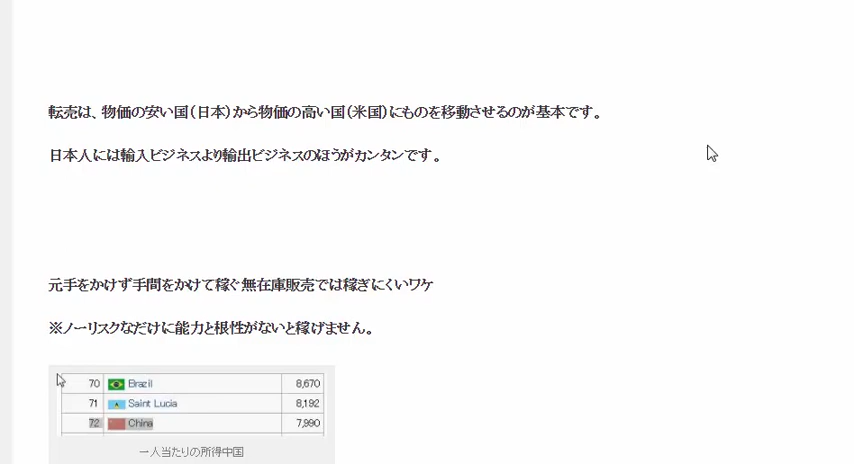 転売は、物価の安い国（日本）から物価の高い国（米国）にものを移動させるのが基本です。
日本人には輸入ビジネスより輸出ビジネスのほうがカンタンです。
元手をかけず手間をかけて稼ぐ無在庫販売では稼ぎにくいワケ
※ノーリスクなだけに能力と根性がないと稼げません。
70 Brazil 8,670
71 Saint Lucia 8,192
72 China 7,990
一人当たりの所得中国